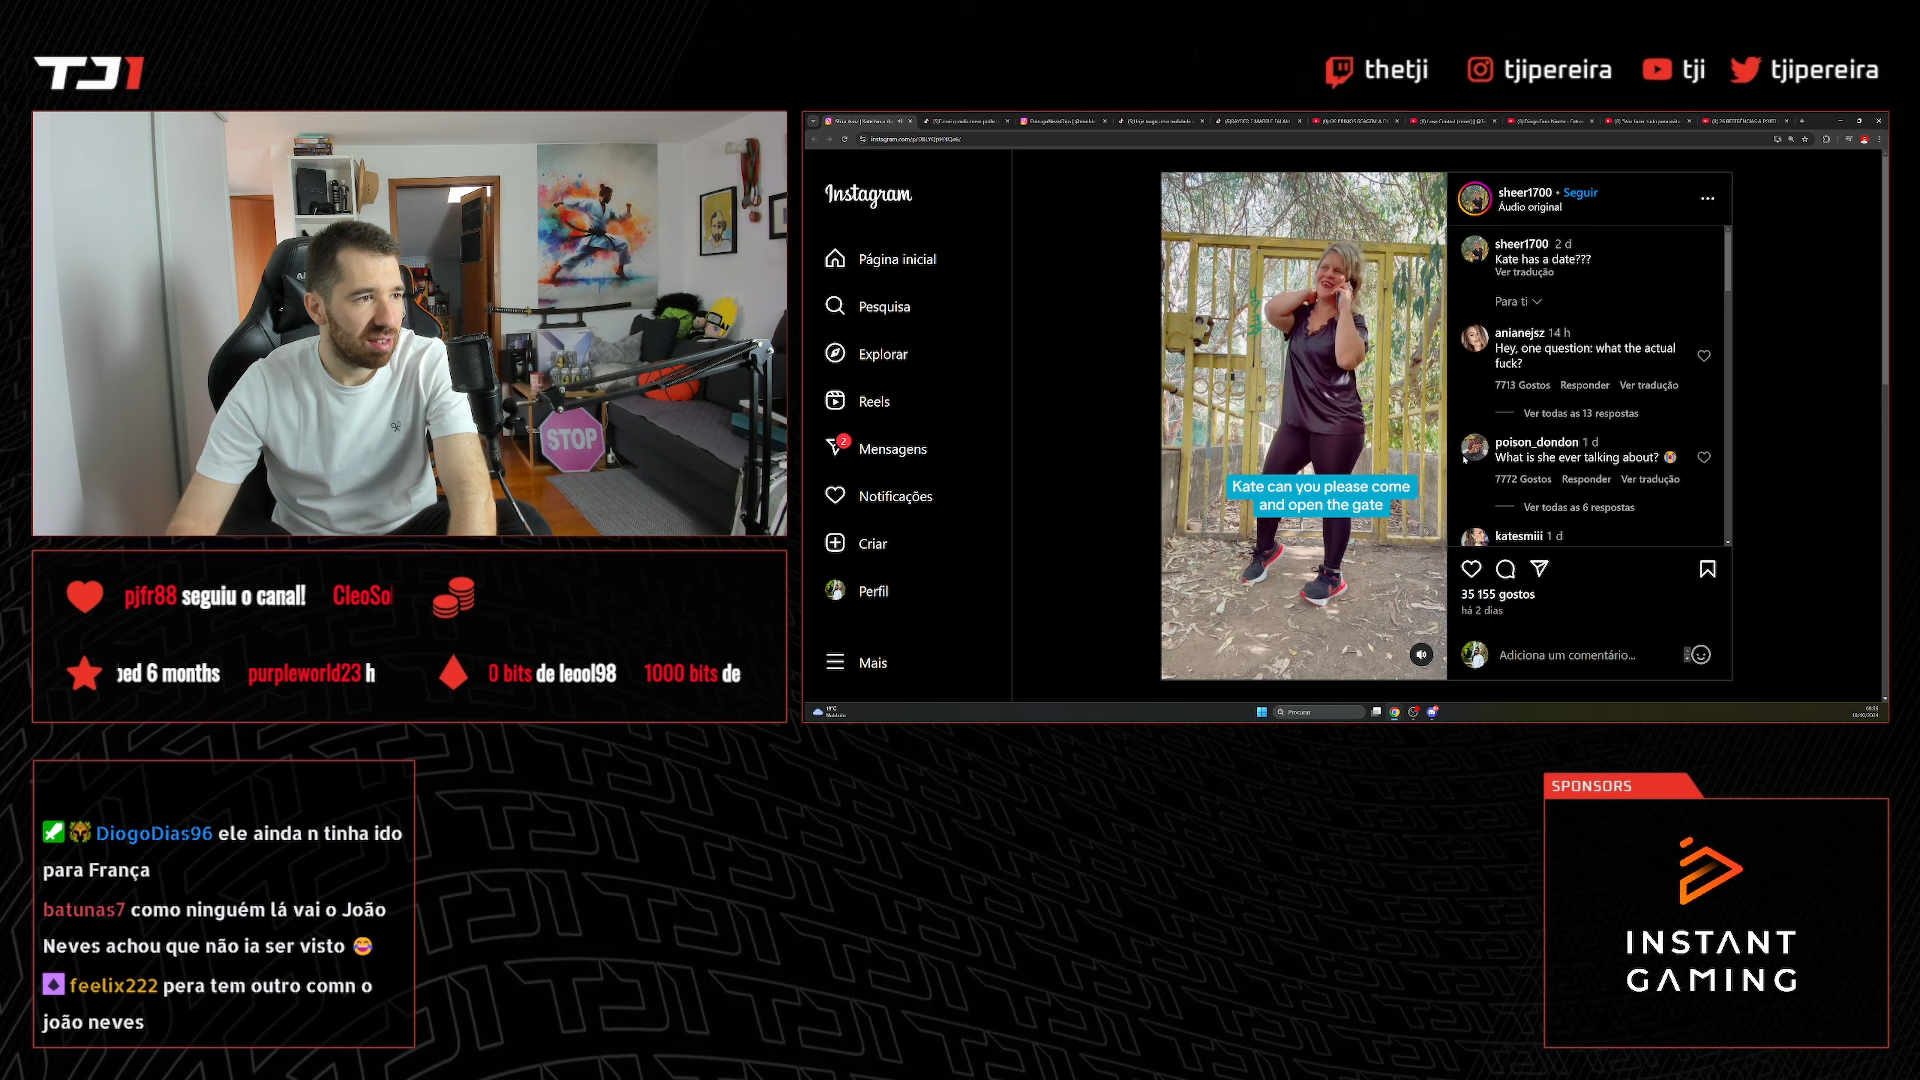 TJ1
thetji
tjipereira
tji
tjipereira
instagram.com/p/
Instagram
Página inicial
Pesquisa
Explorar
Reels
2
Mensagens
Notificações
Criar
Perfil
Mais
STOP
Kate can you please come
and open the gate
sheer1700 • Seguir
Áudio original
sheer1700 2 d
Kate has a date???
Ver tradução
Para ti
anianejsz 14 h
Hey, one question: what the actual
fuck?
7713 Gostos Responder Ver tradução
Ver todas as 13 respostas
poison_dondon 1 d
What is she ever talking about? 😭
7772 Gostos Responder Ver tradução
Ver todas as 6 respostas
katesmiii 1 d
35 155 gostos
há 2 dias
Adiciona um comentário...
Procurar
pjfr88 seguiu o canal! CleoSo
bed 6 months purpleworld23 h
0 bits de leool98 1000 bits de
DiogoDias96 ele ainda n tinha ido
para França
batunas7 como ninguém lá vai o João
Neves achou que não ia ser visto 😂
feelix222 pera tem outro comn o
joão neves
SPONSORS
INSTANT
GAMING